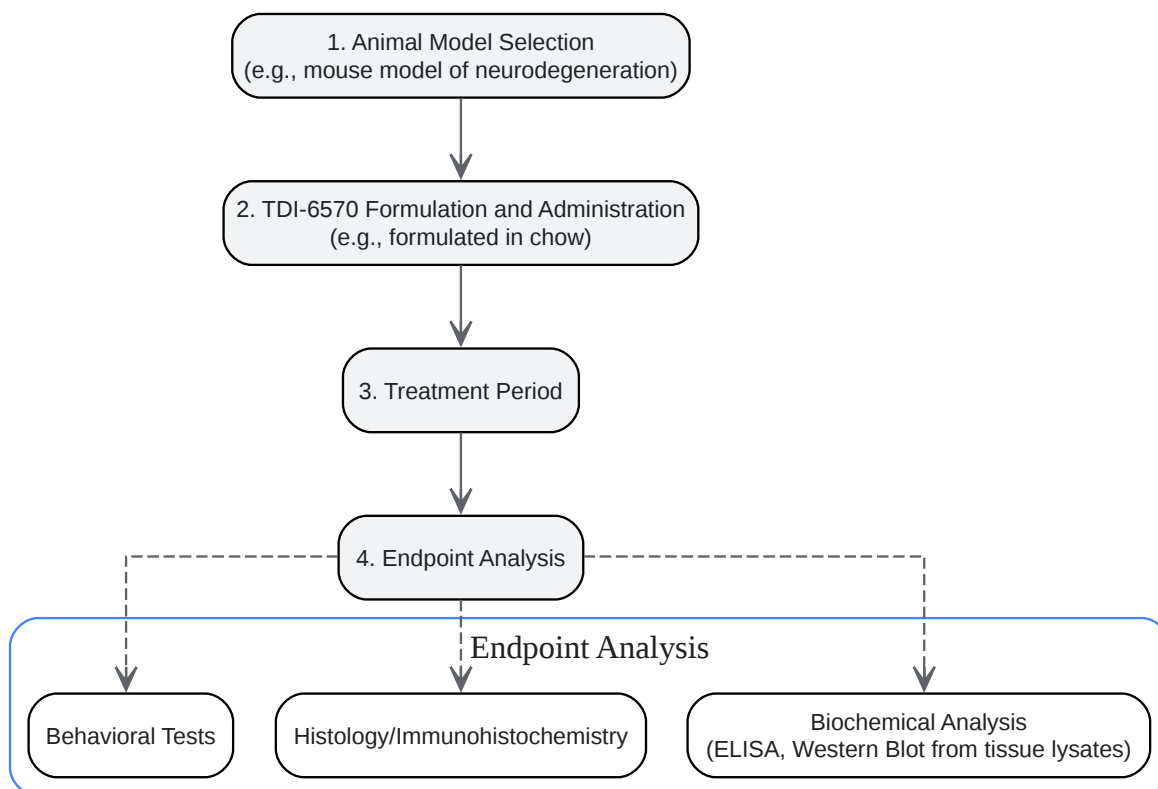 1. Animal Model Selection
(e.g., mouse model of neurodegeneration)
2. TDI-6570 Formulation and Administration
(e.g., formulated in chow)
3. Treatment Period
4. Endpoint Analysis
Endpoint Analysis
Behavioral Tests
Histology/Immunohistochemistry
Biochemical Analysis
(ELISA, Western Blot from tissue lysates)